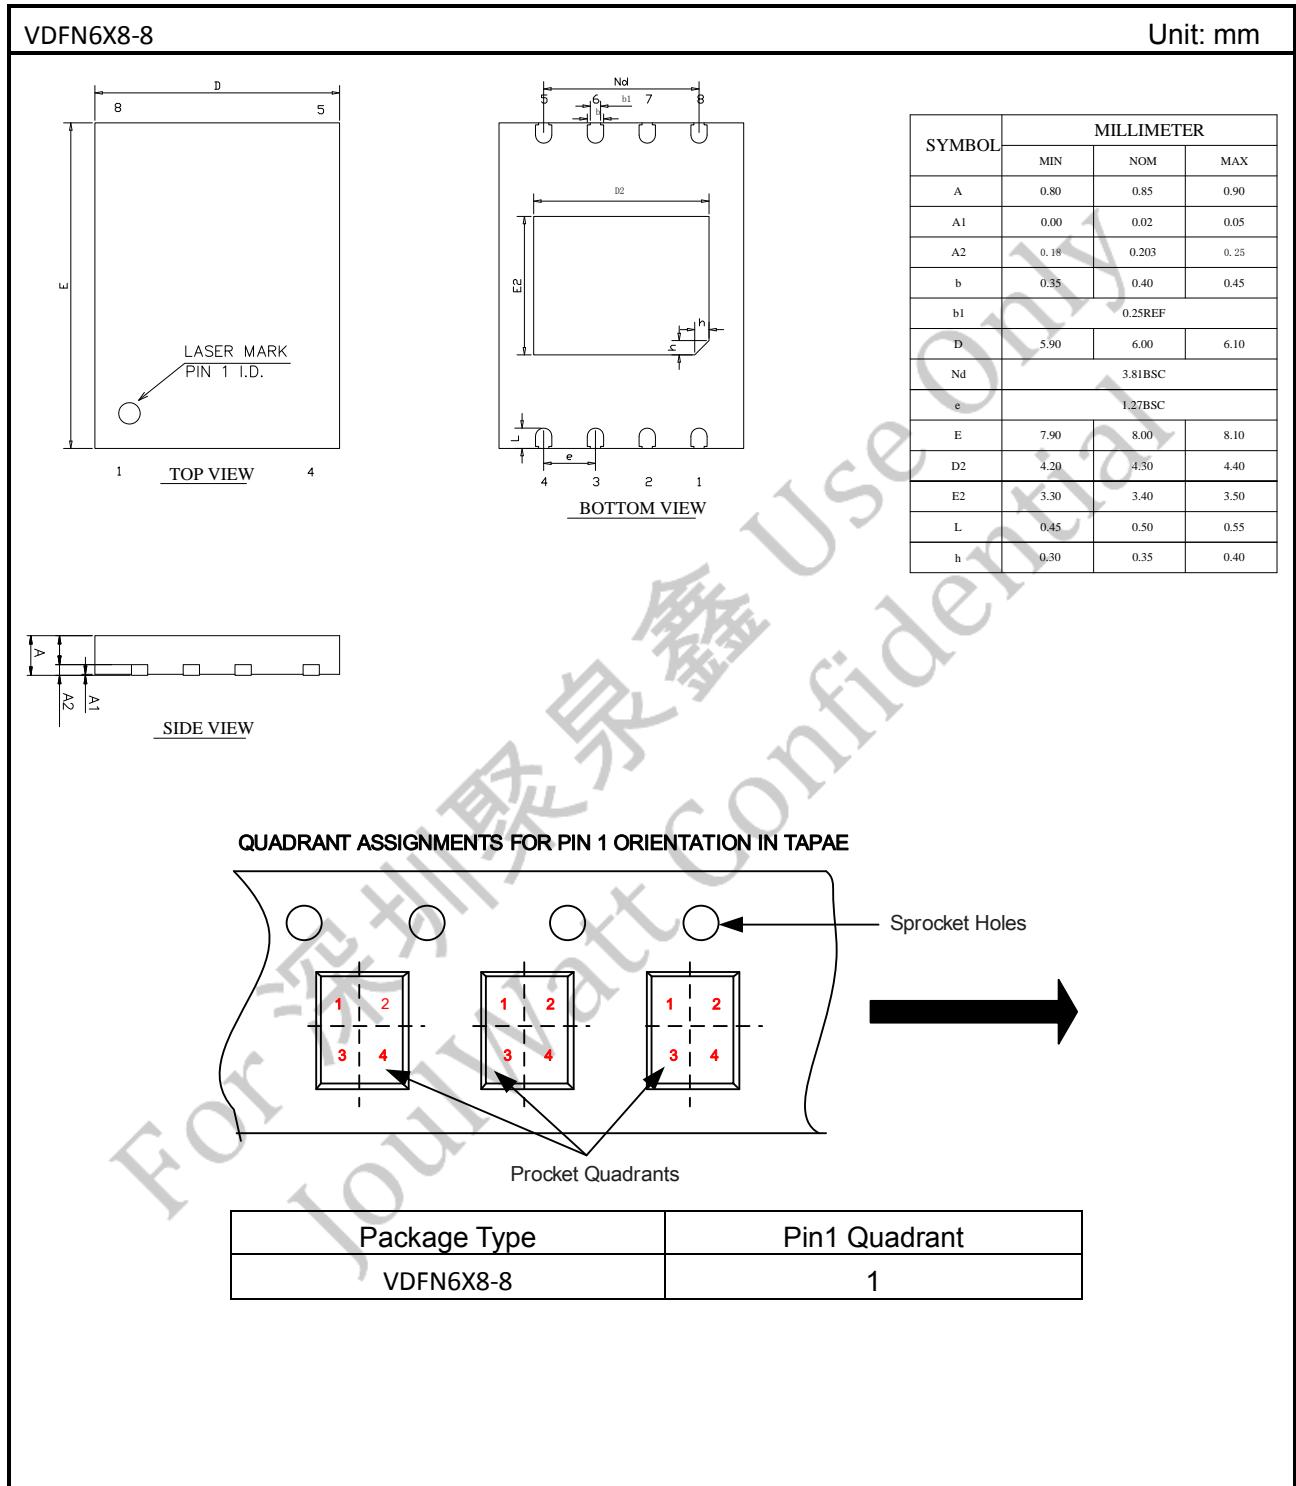 VDFN6X8-8 Unit: mm
D
8 5
E
LASER MARK
PIN 1 I.D.
1 4
TOP VIEW
Nd
5 6 b1 7 8
b
D2
E2
h
h
L
e
4 3 2 1
BOTTOM VIEW
SYMBOL MILLIMETER
MIN NOM MAX
A 0.80 0.85 0.90
A1 0.00 0.02 0.05
A2 0.18 0.203 0.25
b 0.35 0.40 0.45
b1 0.25REF
D 5.90 6.00 6.10
Nd 3.81BSC
e 1.27BSC
E 7.90 8.00 8.10
D2 4.20 4.30 4.40
E2 3.30 3.40 3.50
L 0.45 0.50 0.55
h 0.30 0.35 0.40
A
A2
A1
SIDE VIEW
QUADRANT ASSIGNMENTS FOR PIN 1 ORIENTATION IN TAPAE
Sprocket Holes
1 2 1 2 1 2
3 4 3 4 3 4
Procket Quadrants
Package Type Pin1 Quadrant
VDFN6X8-8 1
For 深圳聚泉鑫 Use Only
JoulWatt Confidential